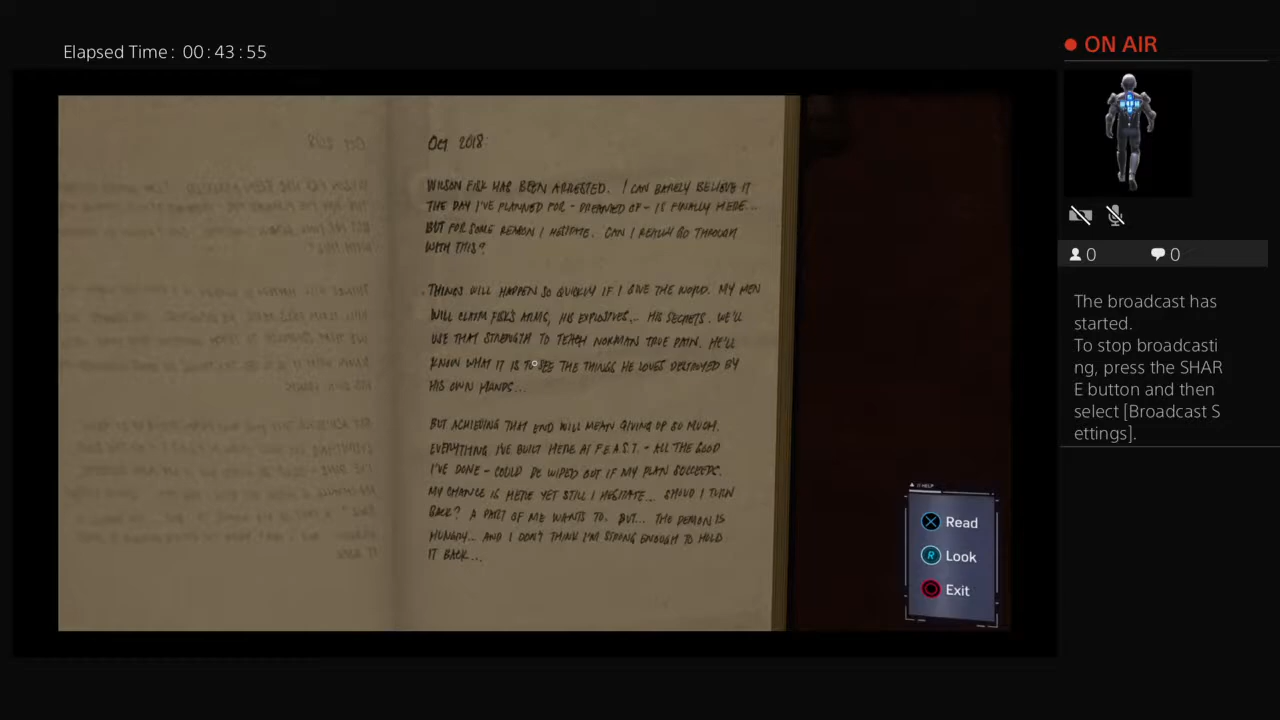 Elapsed Time: 00:43:55
ON AIR
0 0
The broadcast has
started.
To stop broadcasti
ng, press the SHAR
E button and then
select [Broadcast S
ettings].
Oct 2018
WILSON FISK HAS BEEN ARRESTED. I CAN BARELY BELIEVE IT
THE DAY I'VE PLANNED FOR - DREAMED OF - IS FINALLY HERE...
BUT FOR SOME REASON I HESITATE. CAN I REALLY GO THROUGH
WITH THIS?
THINGS WILL HAPPEN SO QUICKLY IF I GIVE THE WORD. MY MEN
WILL CLAIM FISK'S ARMS, HIS EXPLOSIVES... HIS SECRETS. WE'LL
USE THAT STRENGTH TO TEACH NORMAN TRUE PAIN. HE'LL
KNOW WHAT IT IS TO SEE THE THINGS HE LOVES DESTROYED BY
HIS OWN HANDS...
BUT ACHIEVING THAT END WILL MEAN GIVING UP SO MUCH.
EVERYTHING I'VE BUILT HERE AT F.E.A.S.T. - ALL THE GOOD
I'VE DONE - COULD BE WIPED OUT IF MY PLAN SUCCEEDS.
MY CHANCE IS HERE YET STILL I HESITATE... SHOULD I TURN
BACK? A PART OF ME WANTS TO. BUT... THE DEMON IS
HUNGRY... AND I DON'T THINK I'M STRONG ENOUGH TO HOLD
IT BACK...
Read
R Look
Exit